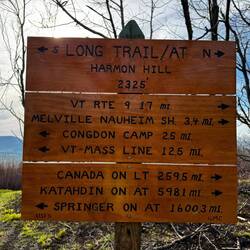 ← S LONG TRAIL/AT N →
HARMON HILL
2325'
VT RTE 9 1.7 MI. →
MELVILLE NAUHEIM SH. 3.4 MI. →
← CONGDON CAMP 2.5 MI.
← VT-MASS LINE 12.5 MI.
CANADA ON LT 259.5 MI. →
KATAHDIN ON AT 598.1 MI →
← SPRINGER ON AT 1600.3 MI.
GMC